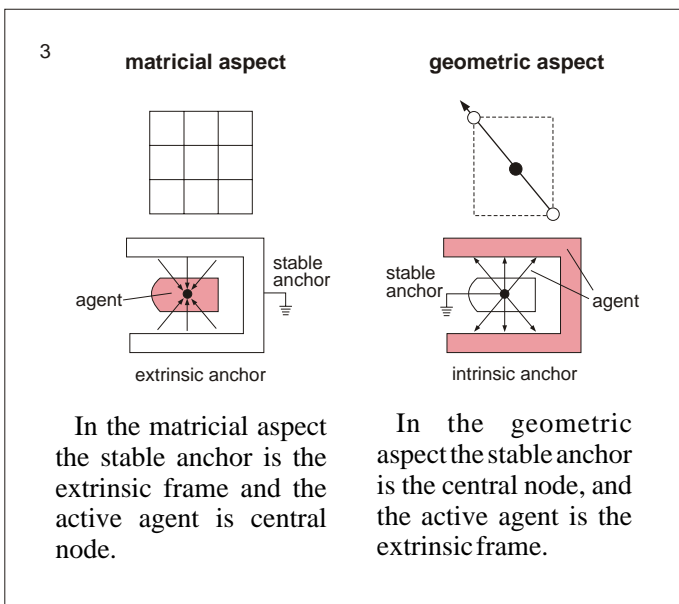 3
matricial aspect
geometric aspect
stable
anchor
agent
extrinsic anchor
stable
anchor
agent
intrinsic anchor
In the matricial aspect
the stable anchor is the
extrinsic frame and the
active agent is central
node.
In the geometric
aspect the stable anchor
is the central node, and
the active agent is the
extrinsic frame.